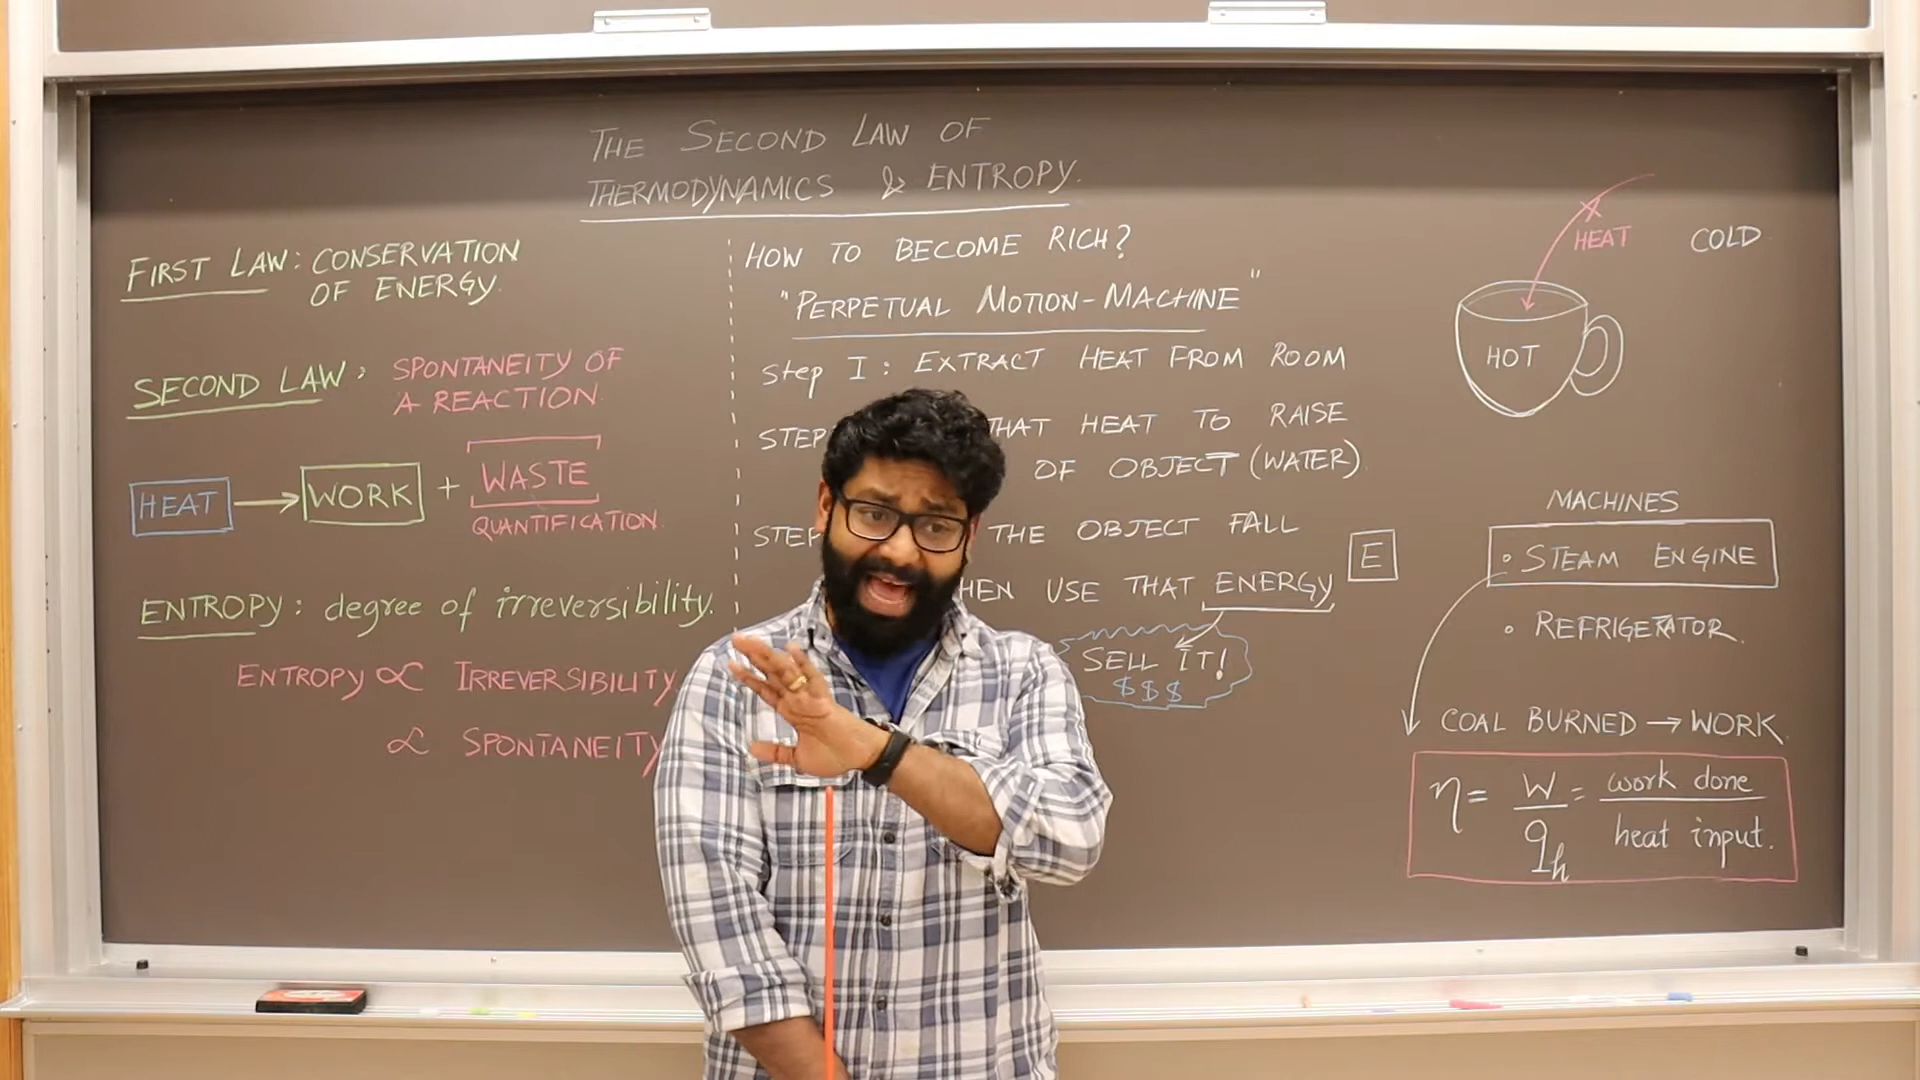 THE SECOND LAW OF
THERMODYNAMICS & ENTROPY.
FIRST LAW: CONSERVATION
OF ENERGY.
SECOND LAW: SPONTANEITY OF
A REACTION.
HEAT → WORK + WASTE
QUANTIFICATION.
ENTROPY: degree of irreversibility.
ENTROPY ∝ IRREVERSIBILITY
∝ SPONTANEITY
HOW TO BECOME RICH?
"PERPETUAL MOTION-MACHINE"
Step I: EXTRACT HEAT FROM ROOM
STEP THAT HEAT TO RAISE
OF OBJECT (WATER).
STEP THE OBJECT FALL
USE THAT ENERGY
E
SELL IT!
$$$
HEAT
COLD
HOT
MACHINES
• STEAM ENGINE
• REFRIGERATOR.
COAL BURNED → WORK.
η = W/qh = work done / heat input.